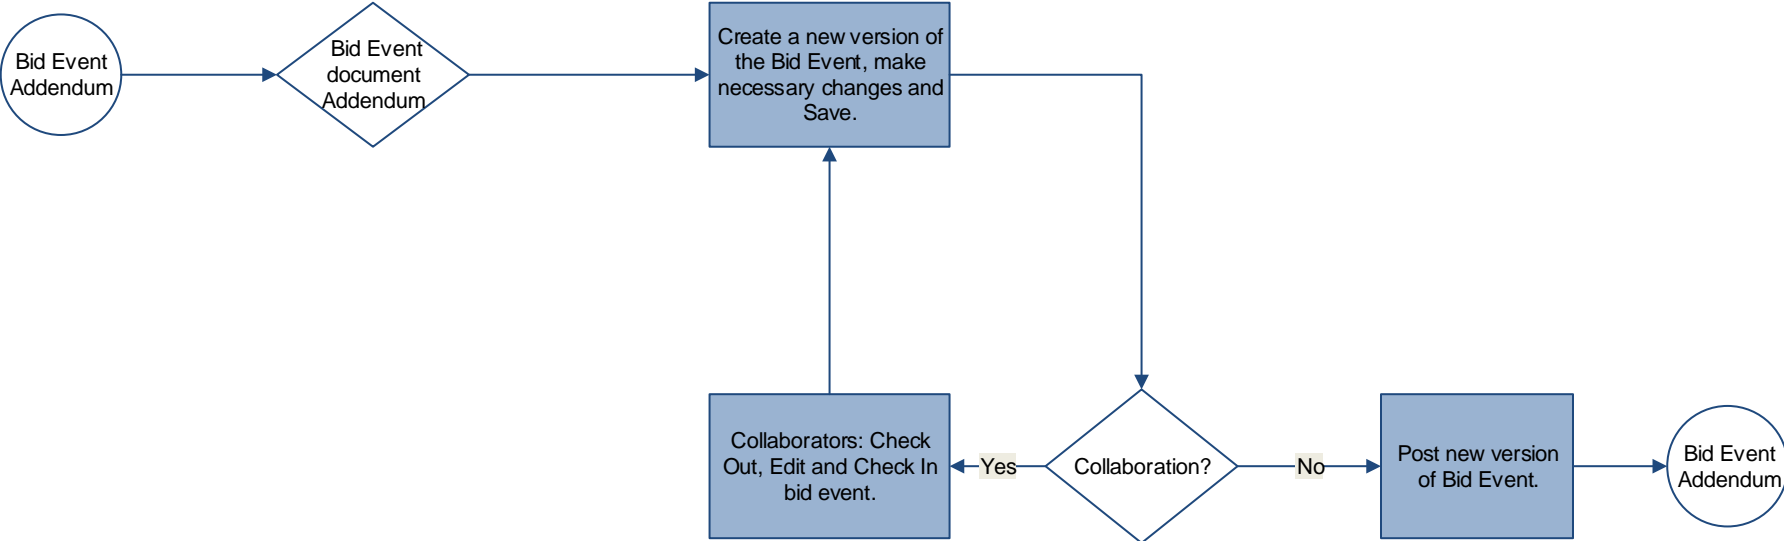 Bid Event
Addendum
Bid Event
document
Addendum
Create a new version of
the Bid Event, make
necessary changes and
Save.
Collaborators: Check
Out, Edit and Check In
bid event.
Yes
Collaboration?
No
Post new version
of Bid Event.
Bid Event
Addendum